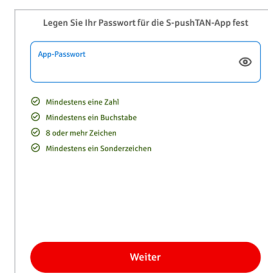 Legen Sie Ihr Passwort für die S-pushTAN-App fest
App-Passwort
Mindestens eine Zahl
Mindestens ein Buchstabe
8 oder mehr Zeichen
Mindestens ein Sonderzeichen
Weiter